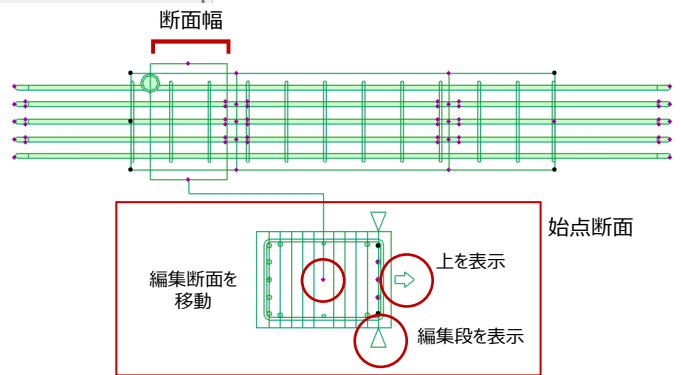 断面幅
始点断面
上を表示
編集断面を
移動
編集段を表示